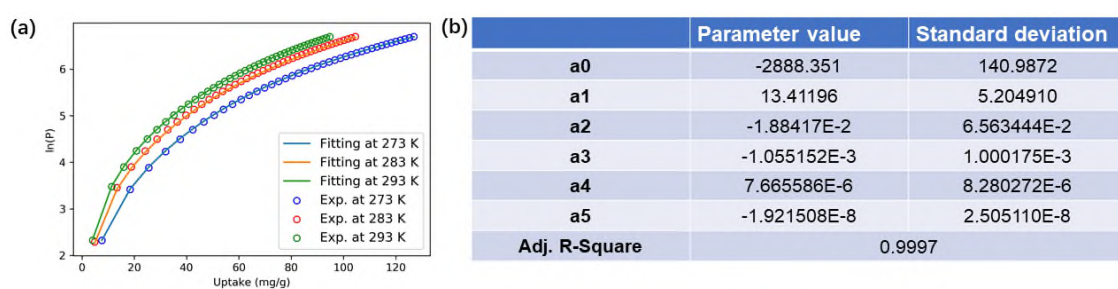 (a)
ln(P)
6
5
4
3
2
Fitting at 273 K
Fitting at 283 K
Fitting at 293 K
Exp. at 273 K
Exp. at 283 K
Exp. at 293 K
0 20 40 60 80 100 120
Uptake (mg/g)
(b)
Parameter value Standard deviation
a0 -2888.351 140.9872
a1 13.41196 5.204910
a2 -1.88417E-2 6.563444E-2
a3 -1.055152E-3 1.000175E-3
a4 7.665586E-6 8.280272E-6
a5 -1.921508E-8 2.505110E-8
Adj. R-Square 0.9997